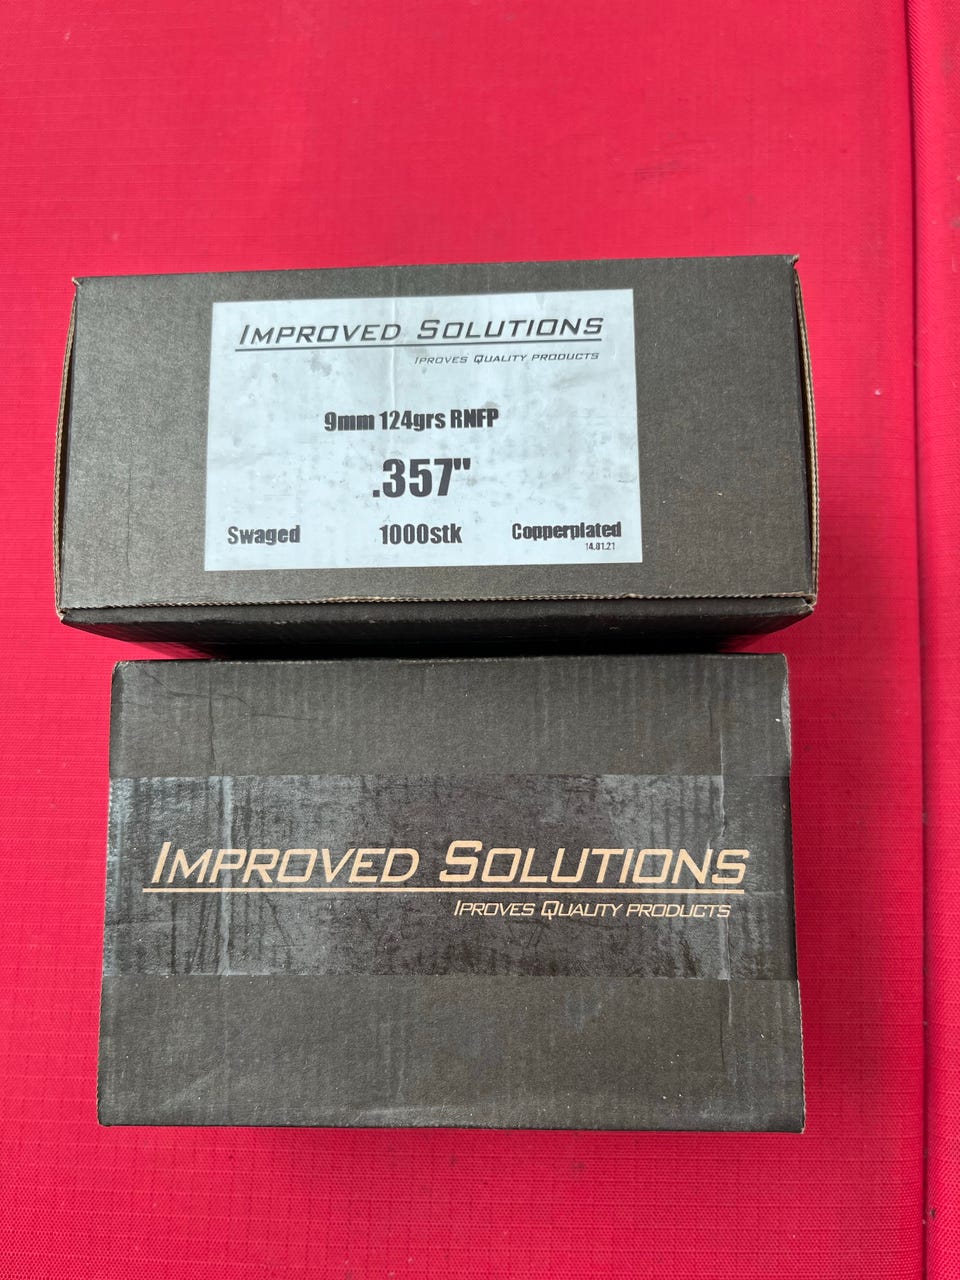 IMPROVED SOLUTIONS
IPROVES QUALITY PRODUCTS
9mm 124grs RNFP
.357"
Swaged 1000stk Copperplated
14.01.21
IMPROVED SOLUTIONS
IPROVES QUALITY PRODUCTS